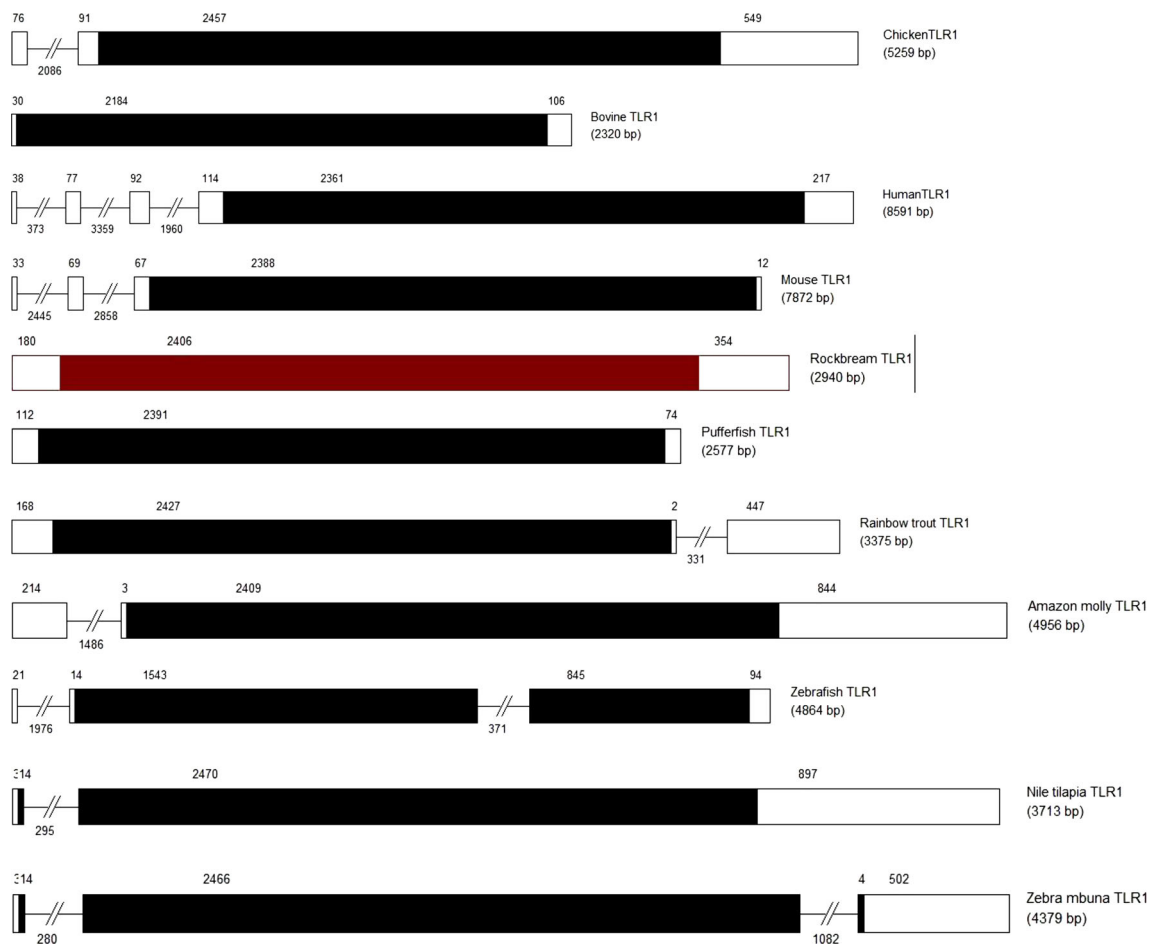 76 91 2457 549
ChickenTLR1
(5259 bp)
2086
30 2184 106
Bovine TLR1
(2320 bp)
38 77 92 114 2361 217
HumanTLR1
(8591 bp)
373 3359 1960
33 69 67 2388 12
Mouse TLR1
(7872 bp)
2445 2858
180 2406 354
Rockbream TLR1
(2940 bp)
112 2391 74
Pufferfish TLR1
(2577 bp)
168 2427 2 447
Rainbow trout TLR1
(3375 bp)
331
214 3 2409 844
Amazon molly TLR1
(4956 bp)
1486
21 14 1543 845 94
Zebrafish TLR1
(4864 bp)
1976 371
14 2470 897
Nile tilapia TLR1
(3713 bp)
295
314 2466 4 502
Zebra mbuna TLR1
(4379 bp)
280 1082